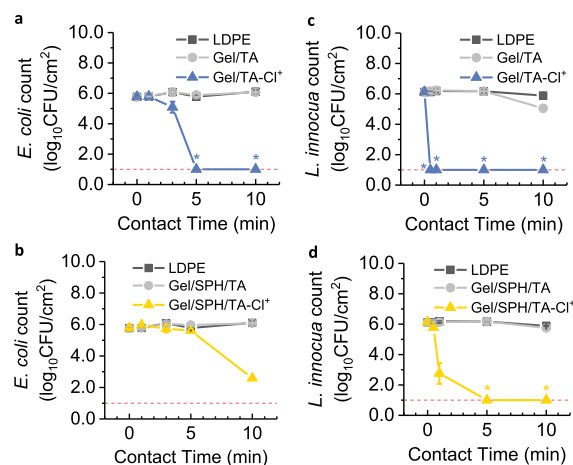 a
E. coli count
(log₁₀CFU/cm²)
10.0
8.0
6.0
4.0
2.0
0.0
LDPE
Gel/TA
Gel/TA-Cl⁺
*
*
0
5
10
Contact Time (min)
c
L. innocua count
(log₁₀CFU/cm²)
10.0
8.0
6.0
4.0
2.0
0.0
LDPE
Gel/TA
Gel/TA-Cl⁺
*
*
*
*
0
5
10
Contact Time (min)
b
E. coli count
(log₁₀CFU/cm²)
10.0
8.0
6.0
4.0
2.0
0.0
LDPE
Gel/SPH/TA
Gel/SPH/TA-Cl⁺
0
5
10
Contact Time (min)
d
L. innocua count
(log₁₀CFU/cm²)
10.0
8.0
6.0
4.0
2.0
0.0
LDPE
Gel/SPH/TA
Gel/SPH/TA-Cl⁺
*
*
0
5
10
Contact Time (min)